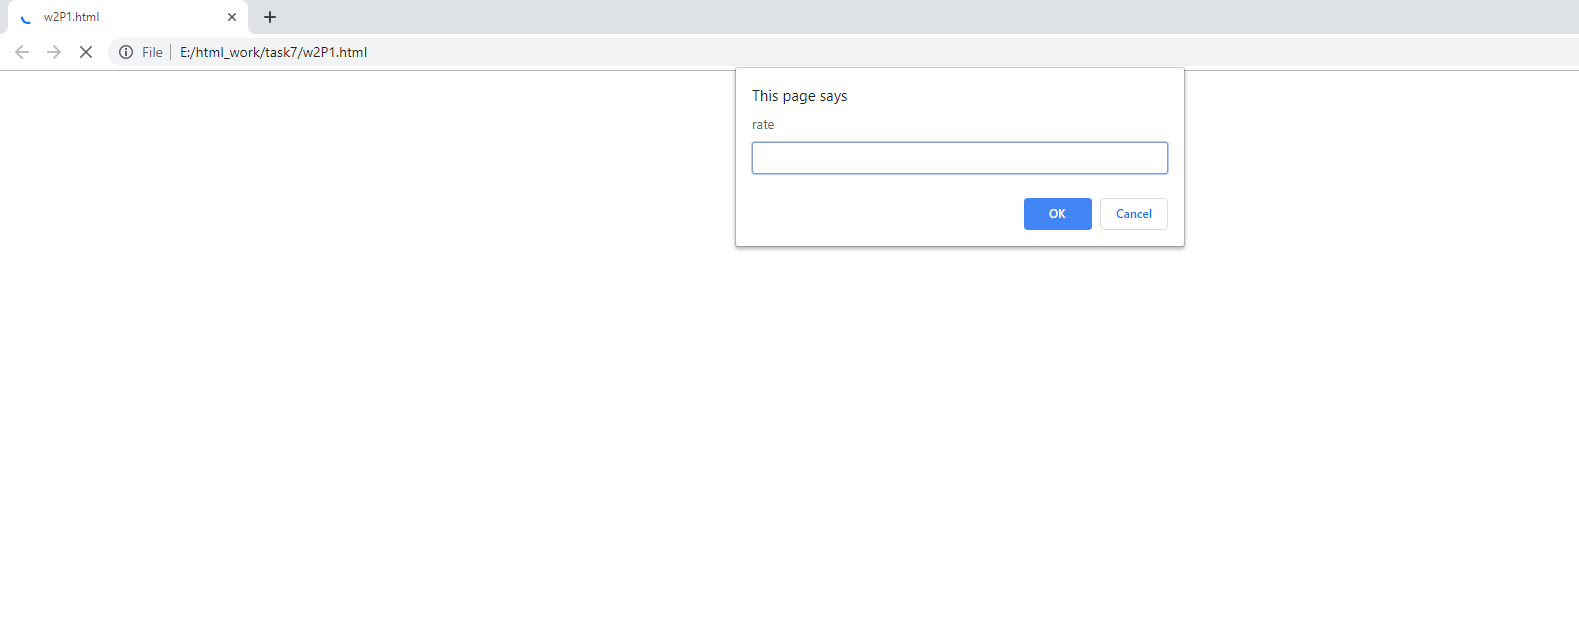 w2P1.html
File E:/html_work/task7/w2P1.html
This page says
rate
OK Cancel